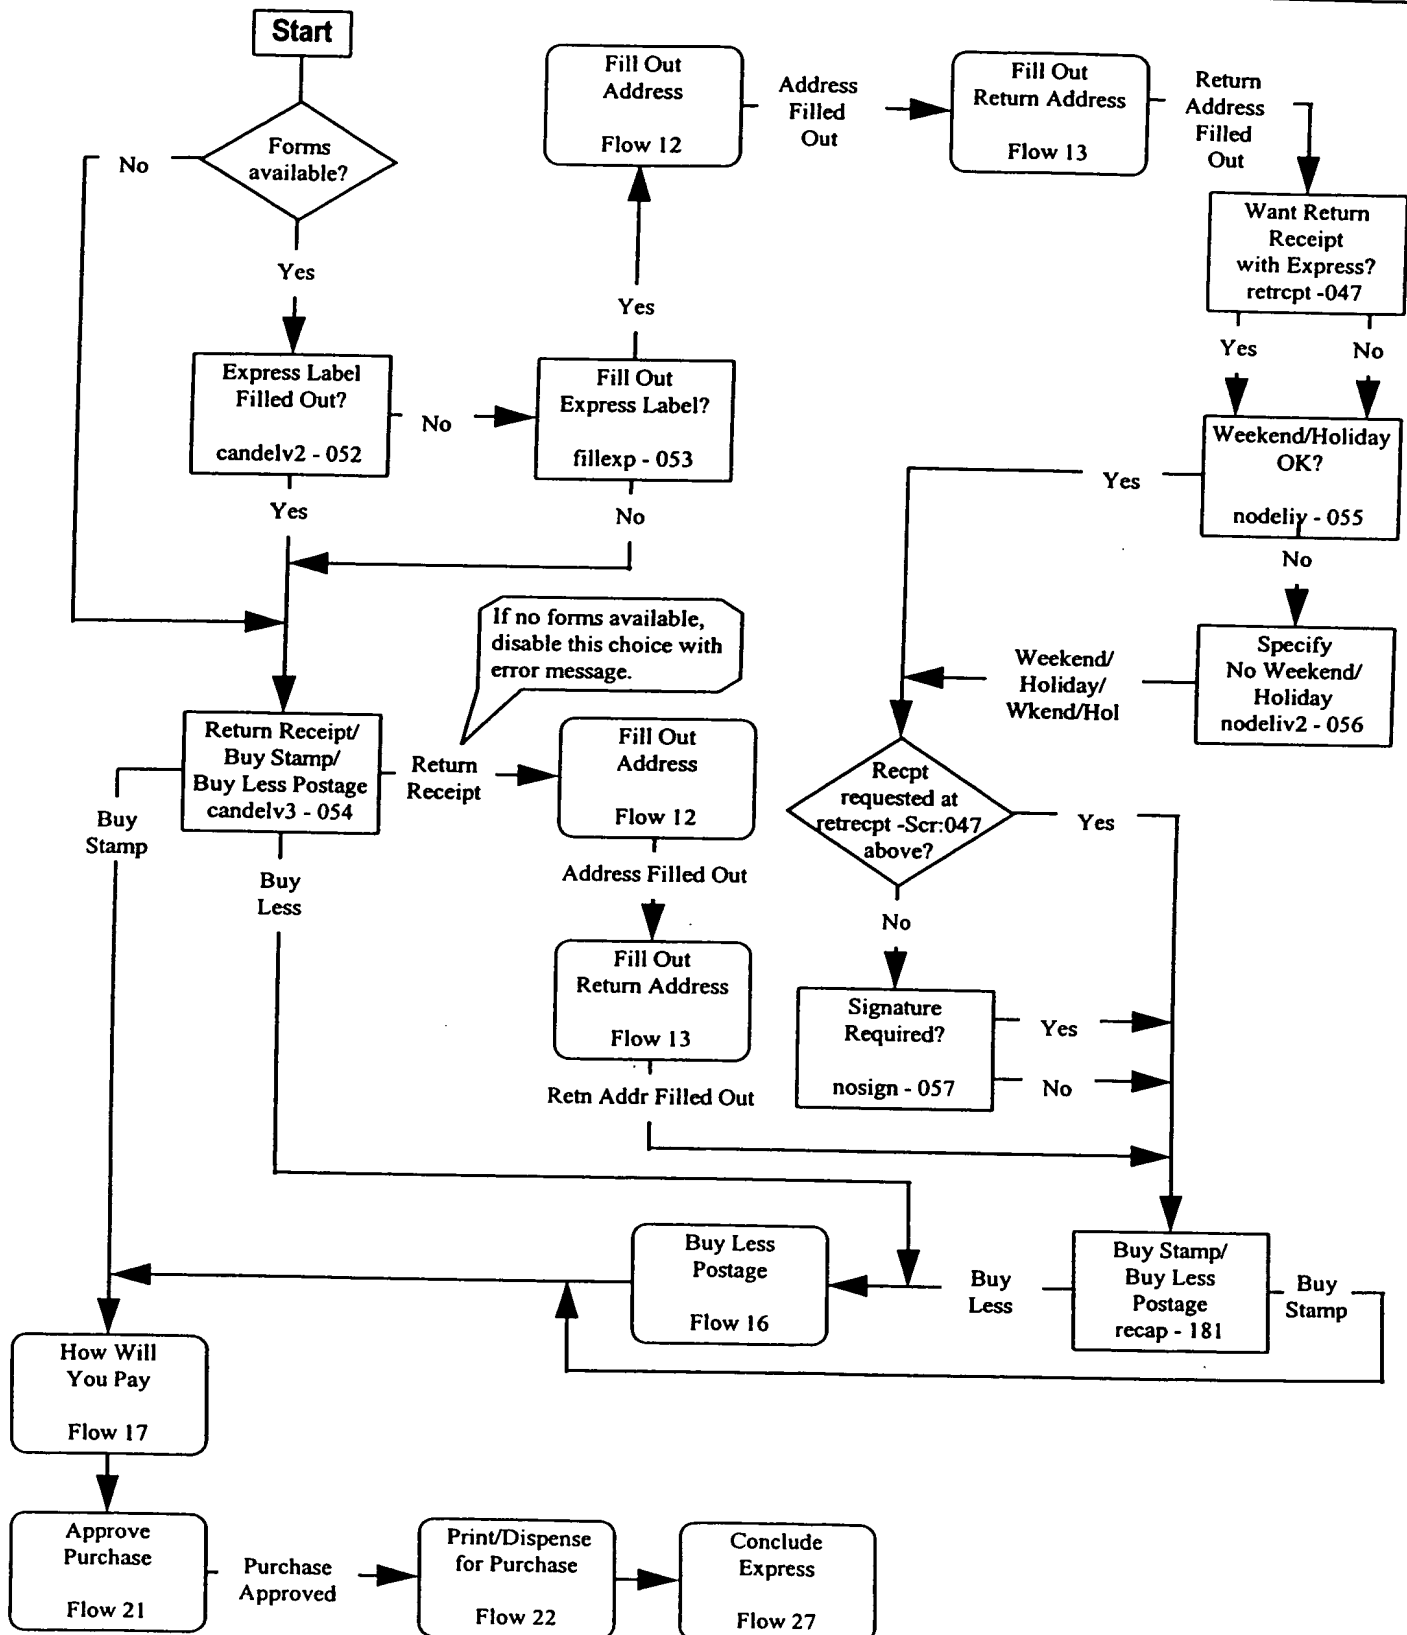 Start
Forms
available?
No
Yes
Express Label
Filled Out?
candelv2 - 052
No
Yes
Fill Out
Express Label?
fillexp - 053
Yes
No
Fill Out
Address
Flow 12
Address
Filled
Out
Fill Out
Return Address
Flow 13
Return
Address
Filled
Out
Want Return
Receipt
with Express?
retrcpt -047
Yes
No
Weekend/Holiday
OK?
nodeliv - 055
Yes
No
Specify
No Weekend/
Holiday
nodeliv2 - 056
Weekend/
Holiday/
Wkend/Hol
If no forms available,
disable this choice with
error message.
Return Receipt/
Buy Stamp/
Buy Less Postage
candelv3 - 054
Return
Receipt
Buy
Stamp
Buy
Less
Fill Out
Address
Flow 12
Address Filled Out
Fill Out
Return Address
Flow 13
Retn Addr Filled Out
Recpt
requested at
retrecpt -Scr:047
above?
Yes
No
Signature
Required?
nosign - 057
Yes
No
Buy Stamp/
Buy Less
Postage
recap - 181
Buy
Less
Buy
Stamp
Buy Less
Postage
Flow 16
How Will
You Pay
Flow 17
Approve
Purchase
Flow 21
Purchase
Approved
Print/Dispense
for Purchase
Flow 22
Conclude
Express
Flow 27